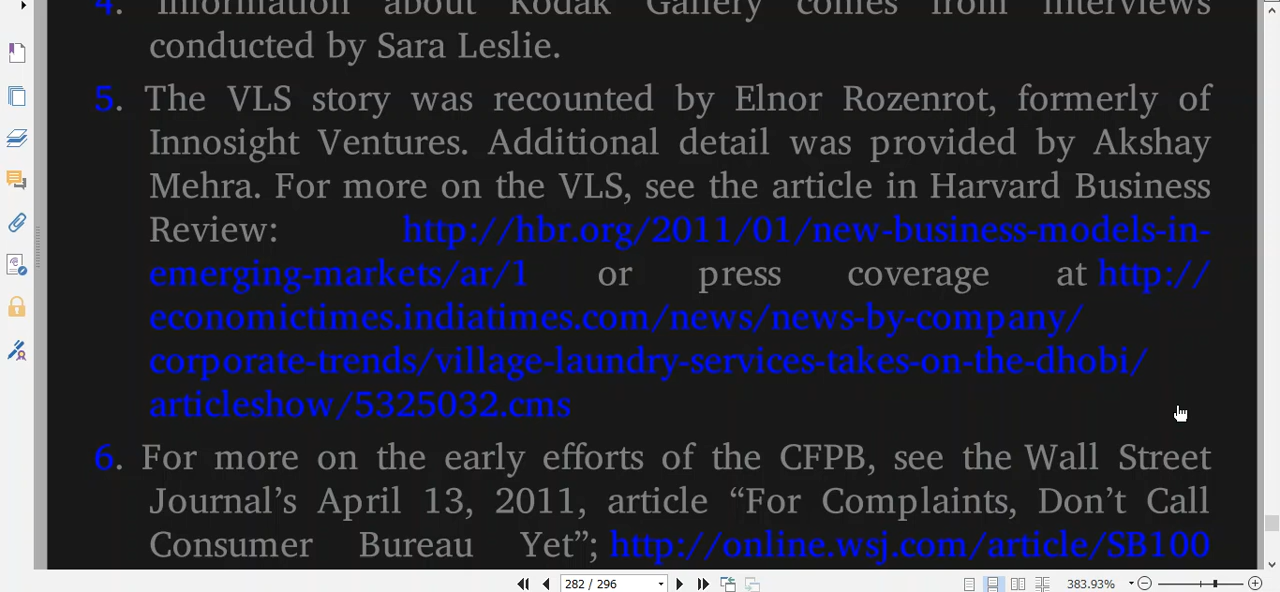 4. Information about Kodak Gallery comes from interviews
conducted by Sara Leslie.
5. The VLS story was recounted by Elnor Rozenrot, formerly of
Innosight Ventures. Additional detail was provided by Akshay
Mehra. For more on the VLS, see the article in Harvard Business
Review: http://hbr.org/2011/01/new-business-models-in-
emerging-markets/ar/1 or press coverage at http://
economictimes.indiatimes.com/news/news-by-company/
corporate-trends/village-laundry-services-takes-on-the-dhobi/
articleshow/5325032.cms
6. For more on the early efforts of the CFPB, see the Wall Street
Journal’s April 13, 2011, article “For Complaints, Don’t Call
Consumer Bureau Yet”; http://online.wsj.com/article/SB100
282 / 296
383.93%